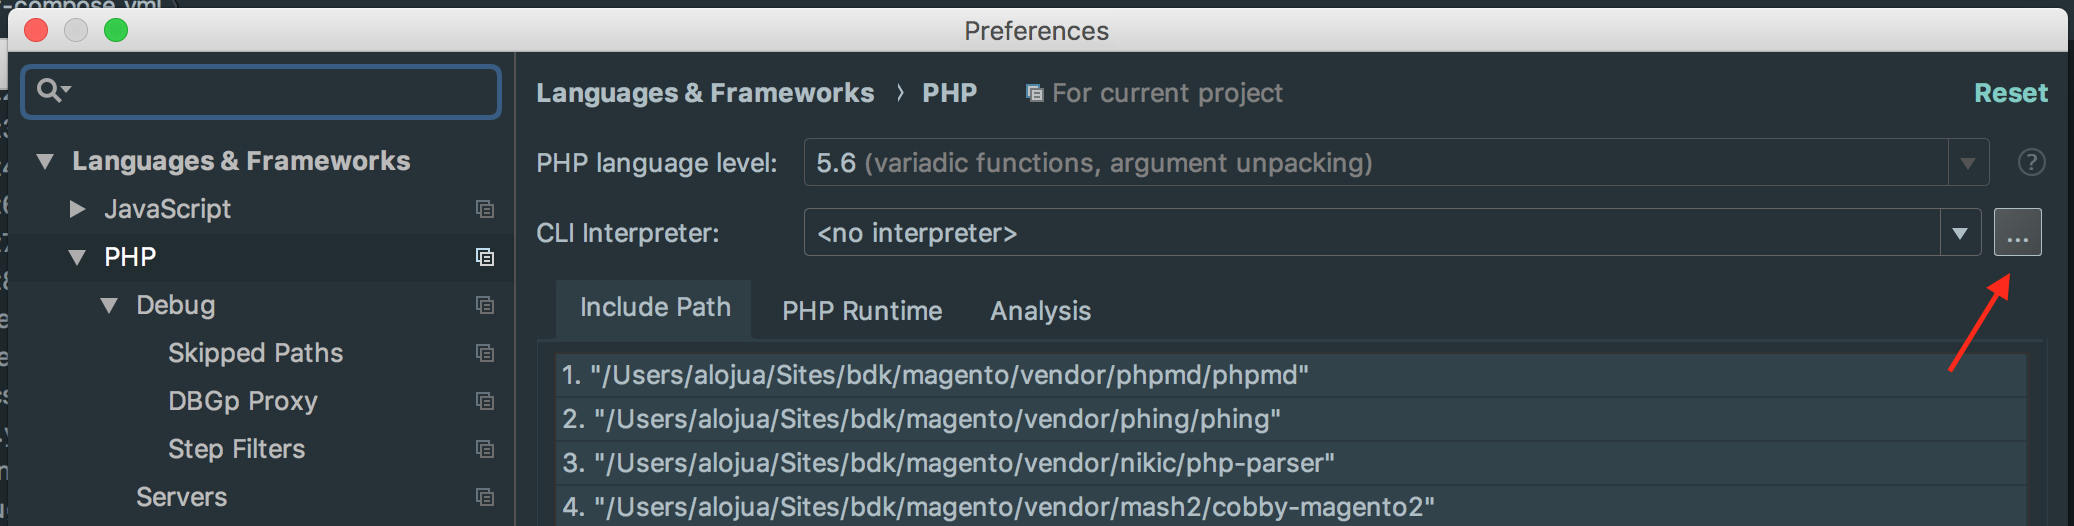 -compose.yml
Preferences
Languages & Frameworks › PHP For current project Reset
PHP language level: 5.6 (variadic functions, argument unpacking) ?
CLI Interpreter: <no interpreter> ...
Include Path PHP Runtime Analysis
1. "/Users/alojua/Sites/bdk/magento/vendor/phpmd/phpmd"
2. "/Users/alojua/Sites/bdk/magento/vendor/phing/phing"
3. "/Users/alojua/Sites/bdk/magento/vendor/nikic/php-parser"
4. "/Users/alojua/Sites/bdk/magento/vendor/mash2/cobby-magento2"
Languages & Frameworks
JavaScript
PHP
Debug
Skipped Paths
DBGp Proxy
Step Filters
Servers